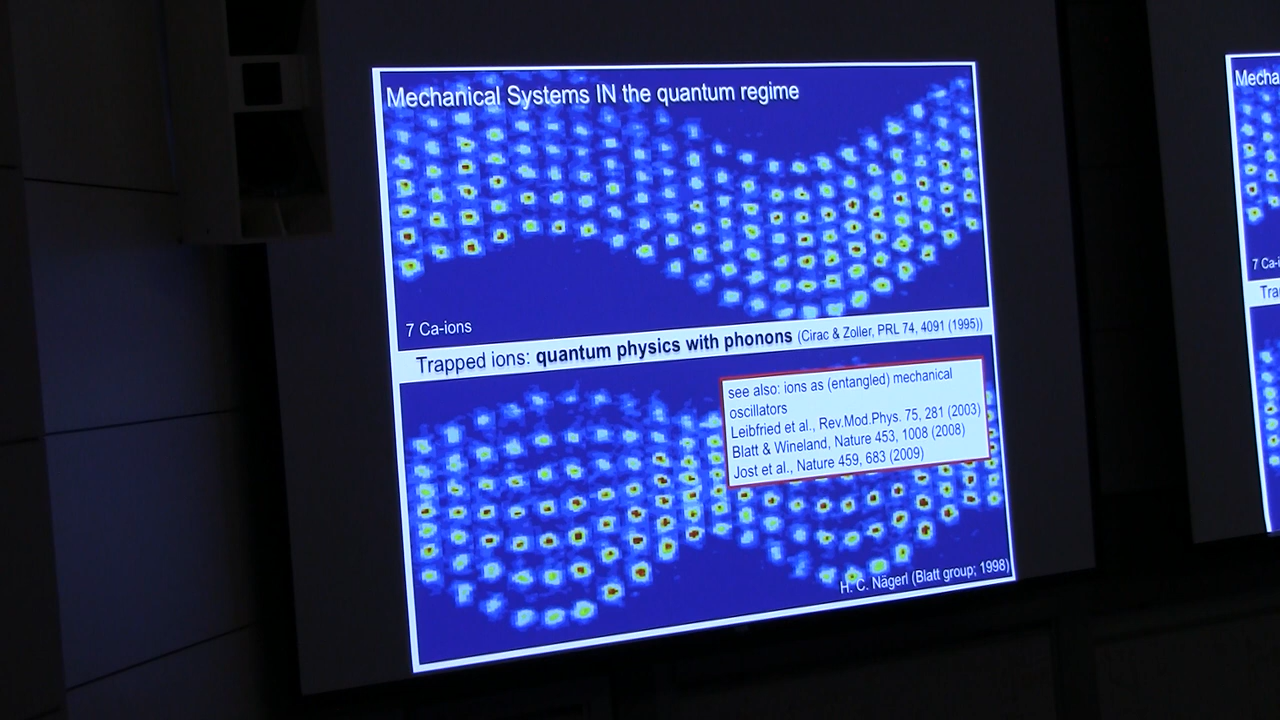 Mechanical Systems IN the quantum regime
7 Ca-ions
Trapped ions: quantum physics with phonons (Cirac & Zoller, PRL 74, 4091 (1995))
see also: ions as (entangled) mechanical
oscillators
Leibfried et al., Rev.Mod.Phys. 75, 281 (2003)
Blatt & Wineland, Nature 453, 1008 (2008)
Jost et al., Nature 459, 683 (2009)
H. C. Nägerl (Blatt group; 1998)
Mecha
7 Ca-i
Tra